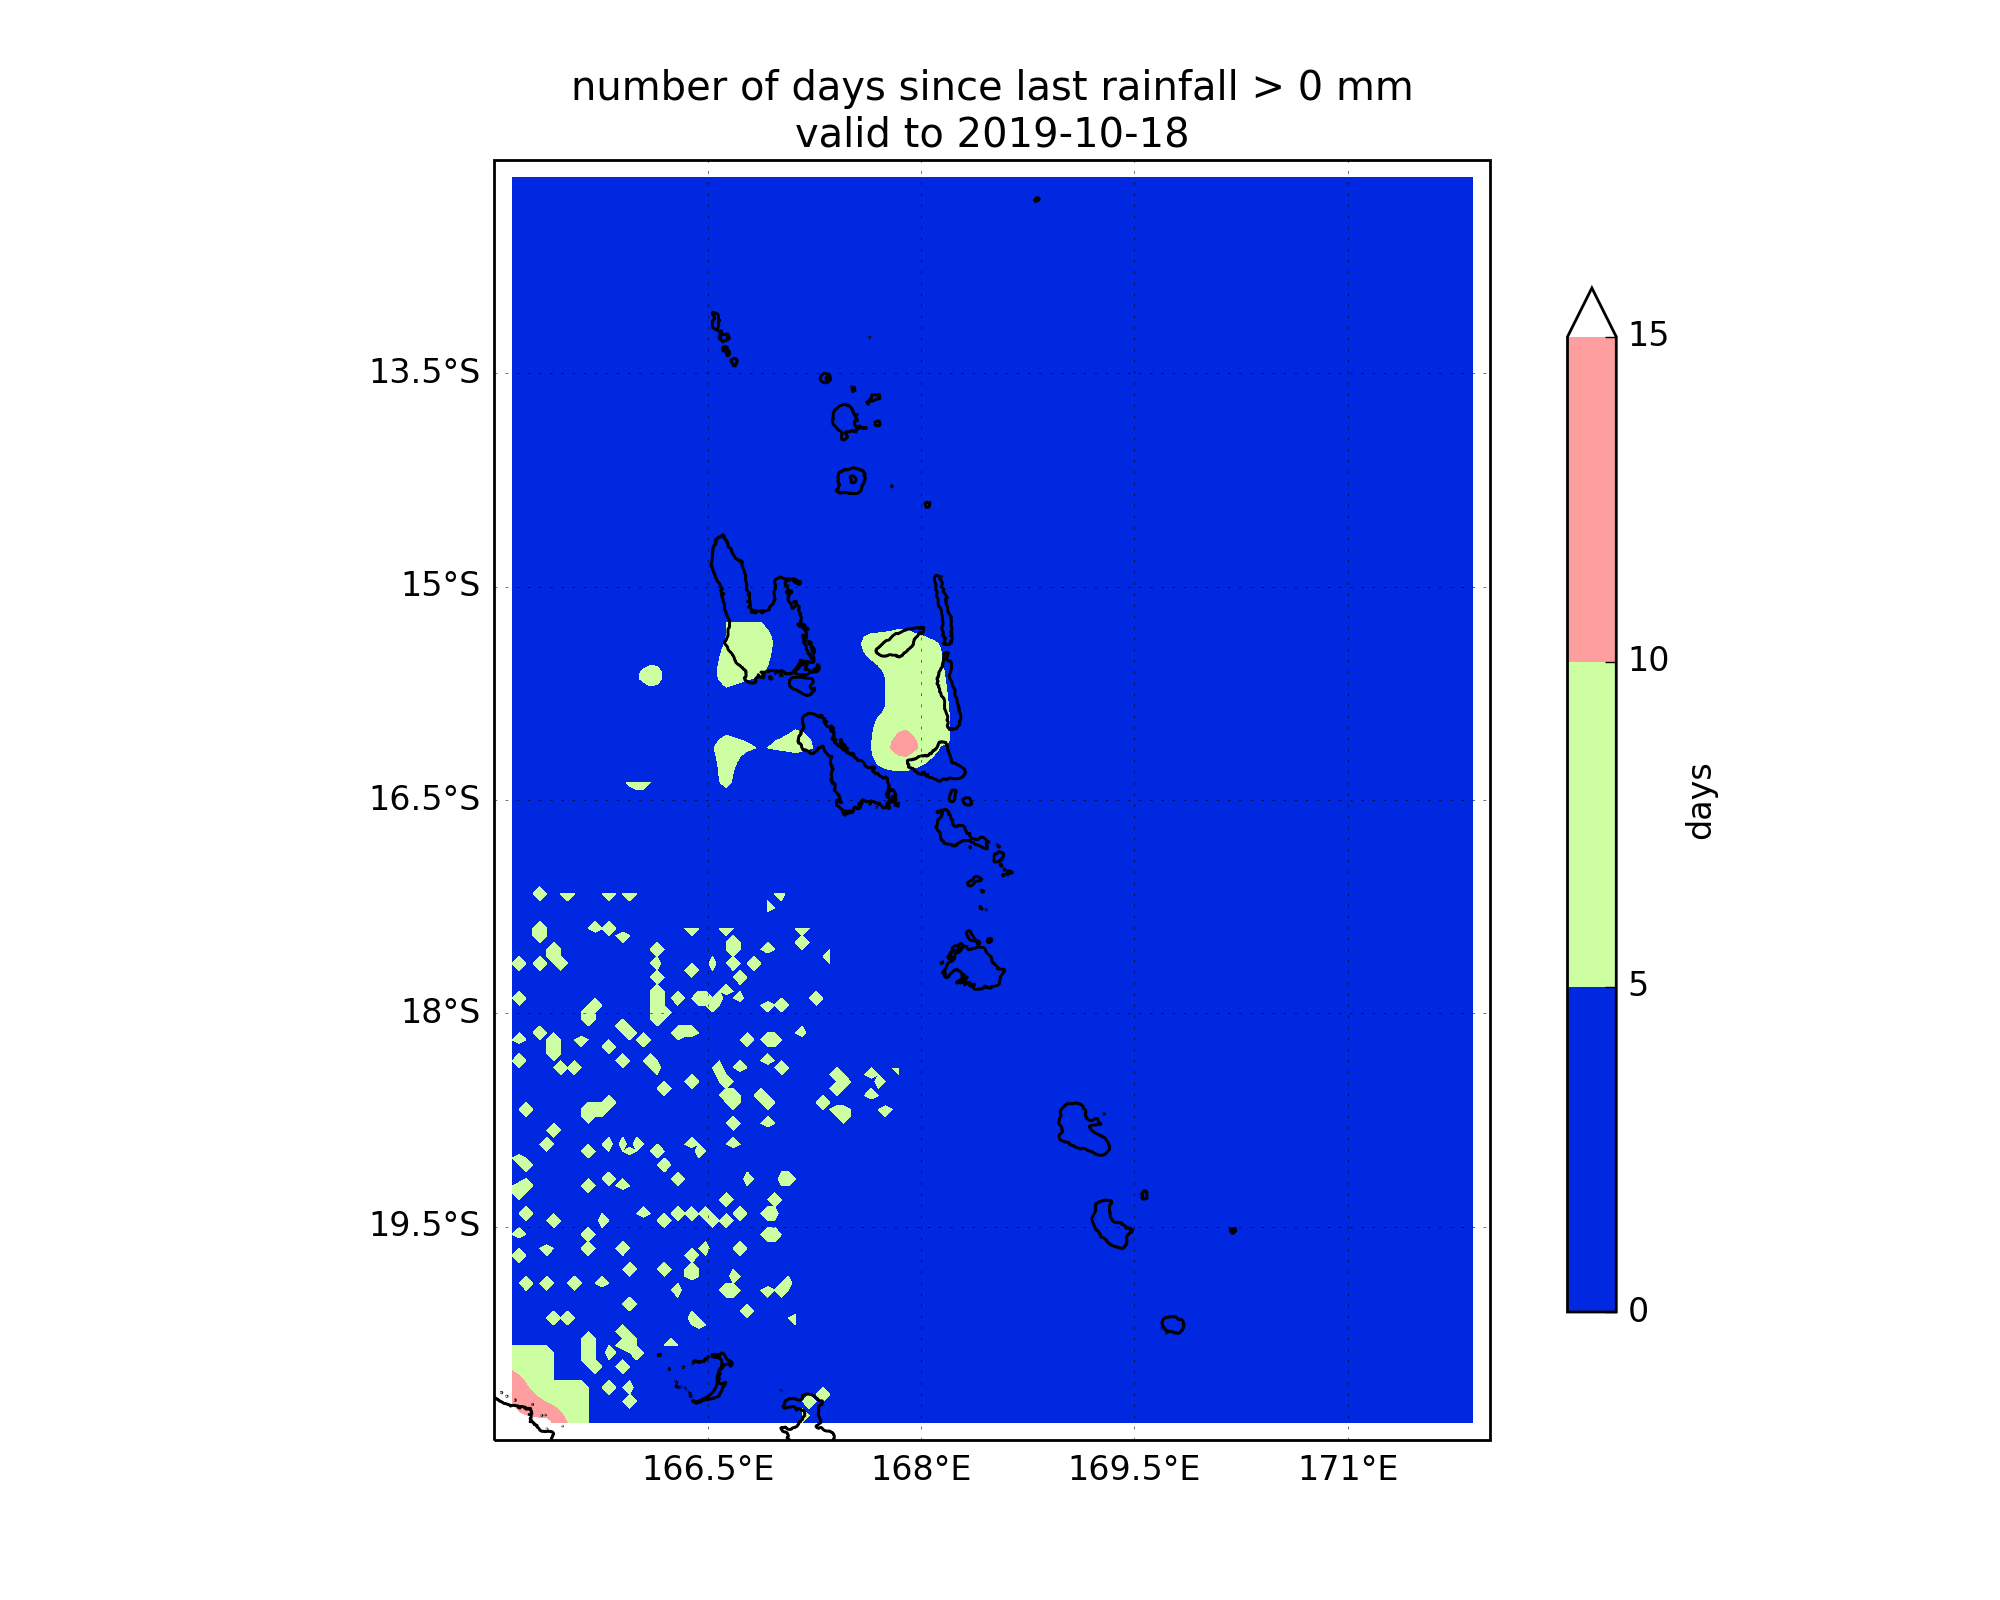 number of days since last rainfall > 0 mm
valid to 2019-10-18
13.5°S
15°S
16.5°S
18°S
19.5°S
166.5°E
168°E
169.5°E
171°E
15
10
5
0
days